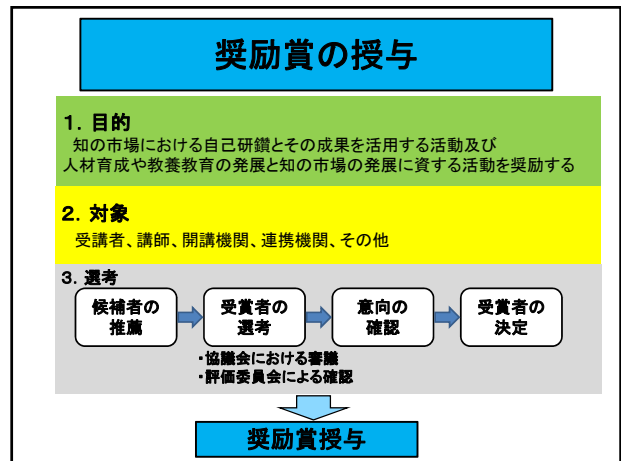 奨励賞の授与
１．目的
知の市場における自己研鑽とその成果を活用する活動及び
人材育成や教養教育の発展と知の市場の発展に資する活動を奨励する
２．対象
受講者、講師、開講機関、連携機関、その他
３．選考
候補者の
推薦
受賞者の
選考
意向の
確認
受賞者の
決定
・協議会における審議
・評価委員会による確認
奨励賞授与